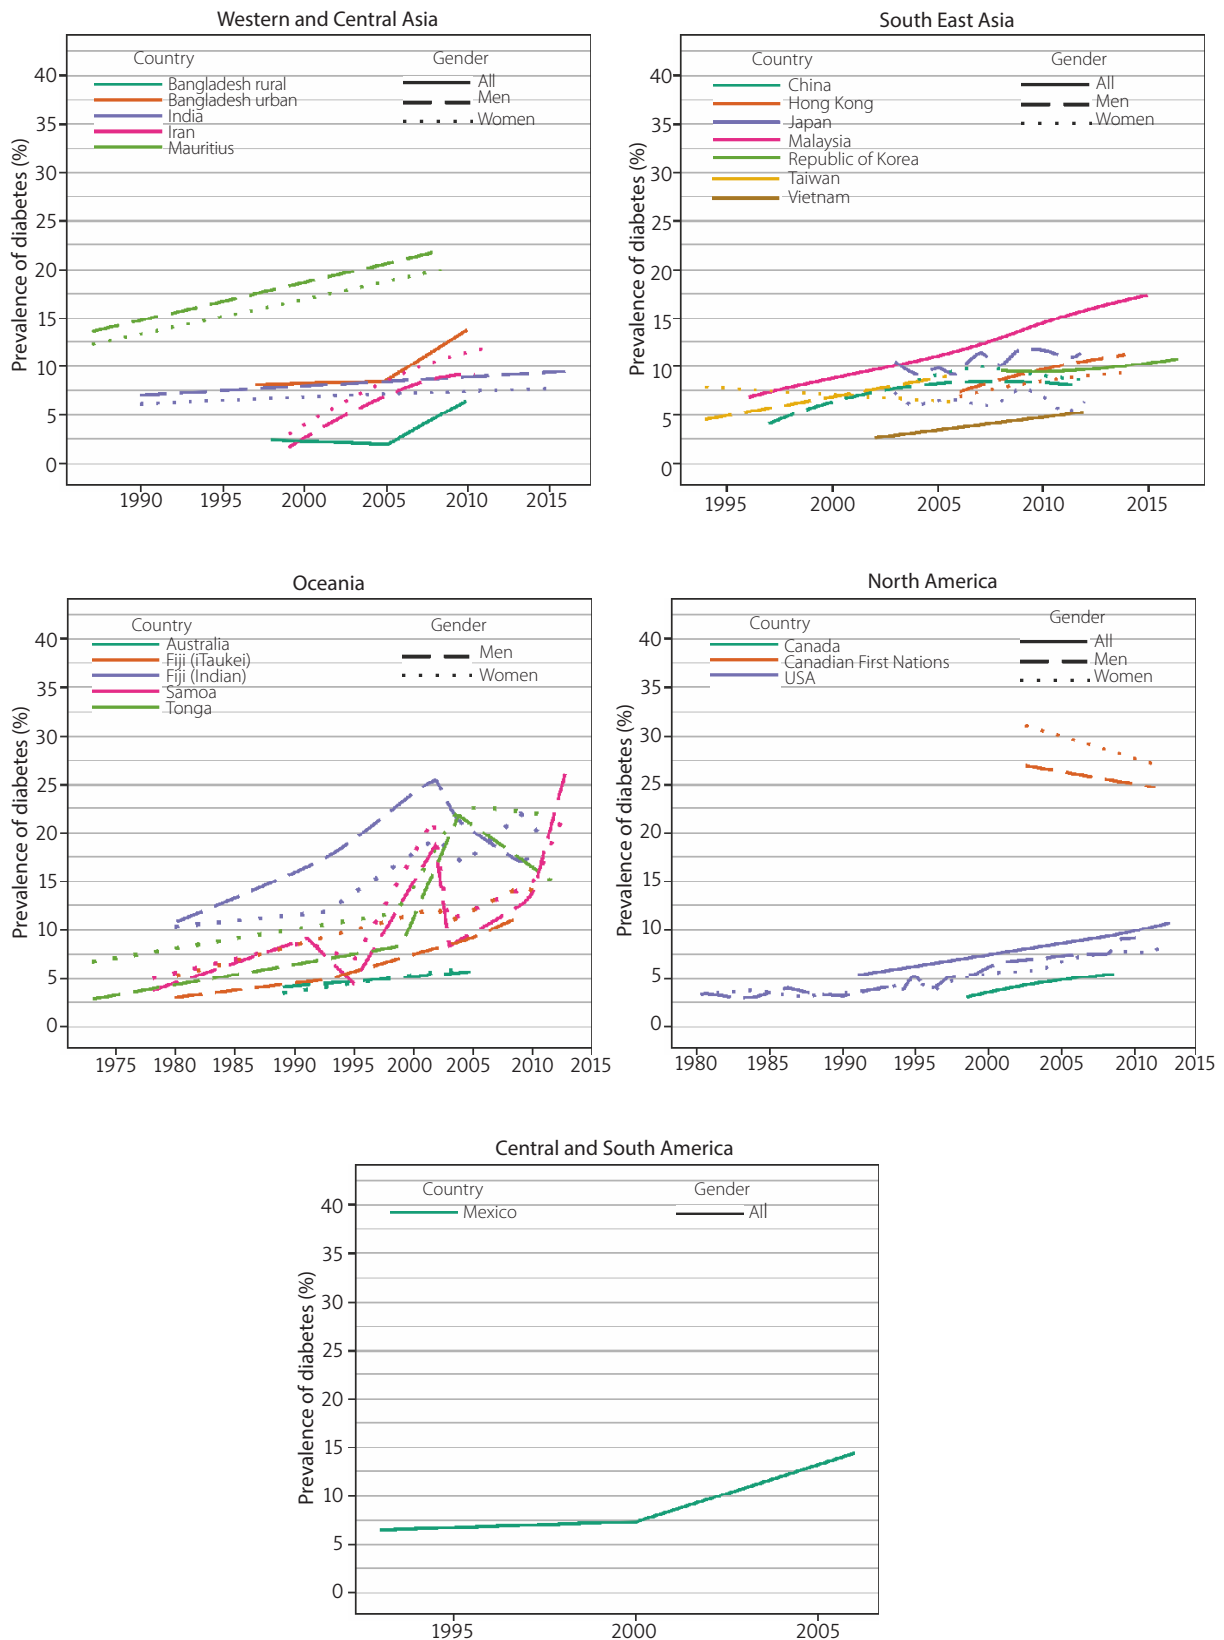 Western and Central Asia
Country Gender
Bangladesh rural All
Bangladesh urban Men
India Women
Iran
Mauritius
Prevalence of diabetes (%)
40
35
30
25
20
15
10
5
0
1990 1995 2000 2005 2010 2015
South East Asia
Country Gender
China All
Hong Kong Men
Japan Women
Malaysia
Republic of Korea
Taiwan
Vietnam
Prevalence of diabetes (%)
40
35
30
25
20
15
10
5
0
1995 2000 2005 2010 2015
Oceania
Country Gender
Australia Men
Fiji (iTaukei) Women
Fiji (Indian)
Samoa
Tonga
Prevalence of diabetes (%)
40
35
30
25
20
15
10
5
0
1975 1980 1985 1990 1995 2000 2005 2010 2015
North America
Country Gender
Canada All
Canadian First Nations Men
USA Women
Prevalence of diabetes (%)
40
35
30
25
20
15
10
5
0
1980 1985 1990 1995 2000 2005 2010 2015
Central and South America
Country Gender
Mexico All
Prevalence of diabetes (%)
40
35
30
25
20
15
10
5
0
1995 2000 2005